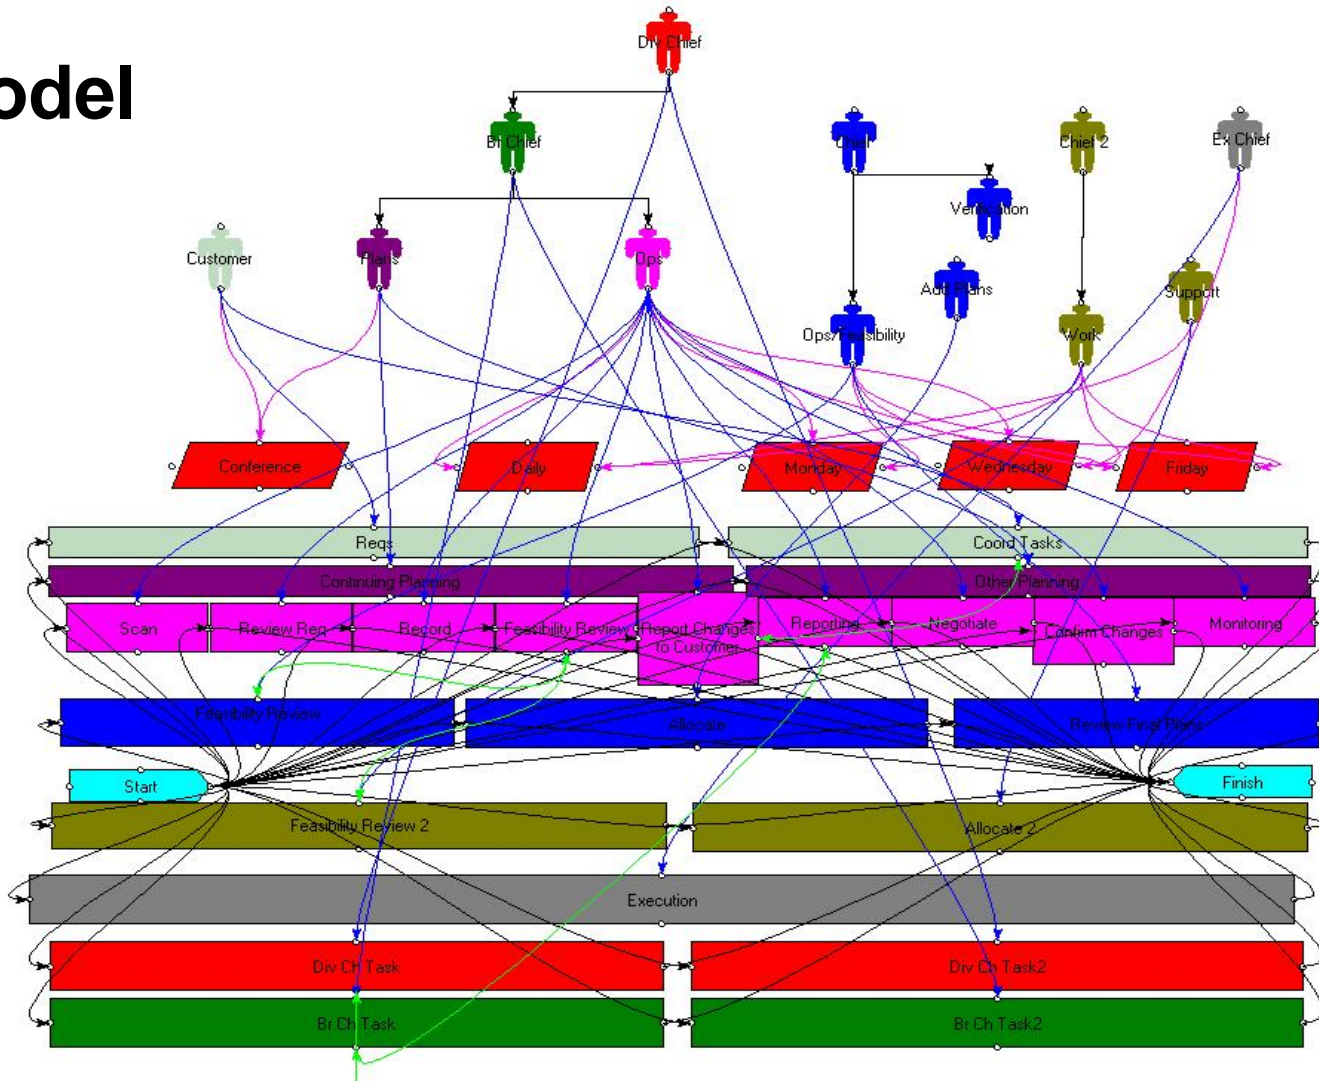 odel
Div Chief
Br Chief
Chief
Chief 2
Ex Chief
Verification
Customer
Plans
Ops
Add Plans
Support
Ops/Feasibility
Work
Conference
Daily
Monday
Wednesday
Friday
Reqs
Coord Tasks
Continuing Planning
Other Planning
Scan
Review Req
Record
Feasibility Review
Report Changes
to Customer
Reporting
Negotiate
Confirm Changes
Monitoring
Feasibility Review
Allocate
Review Final Plans
Start
Finish
Feasibility Review 2
Allocate 2
Execution
Div Ch Task
Div Ch Task2
Br Ch Task
Br Ch Task2